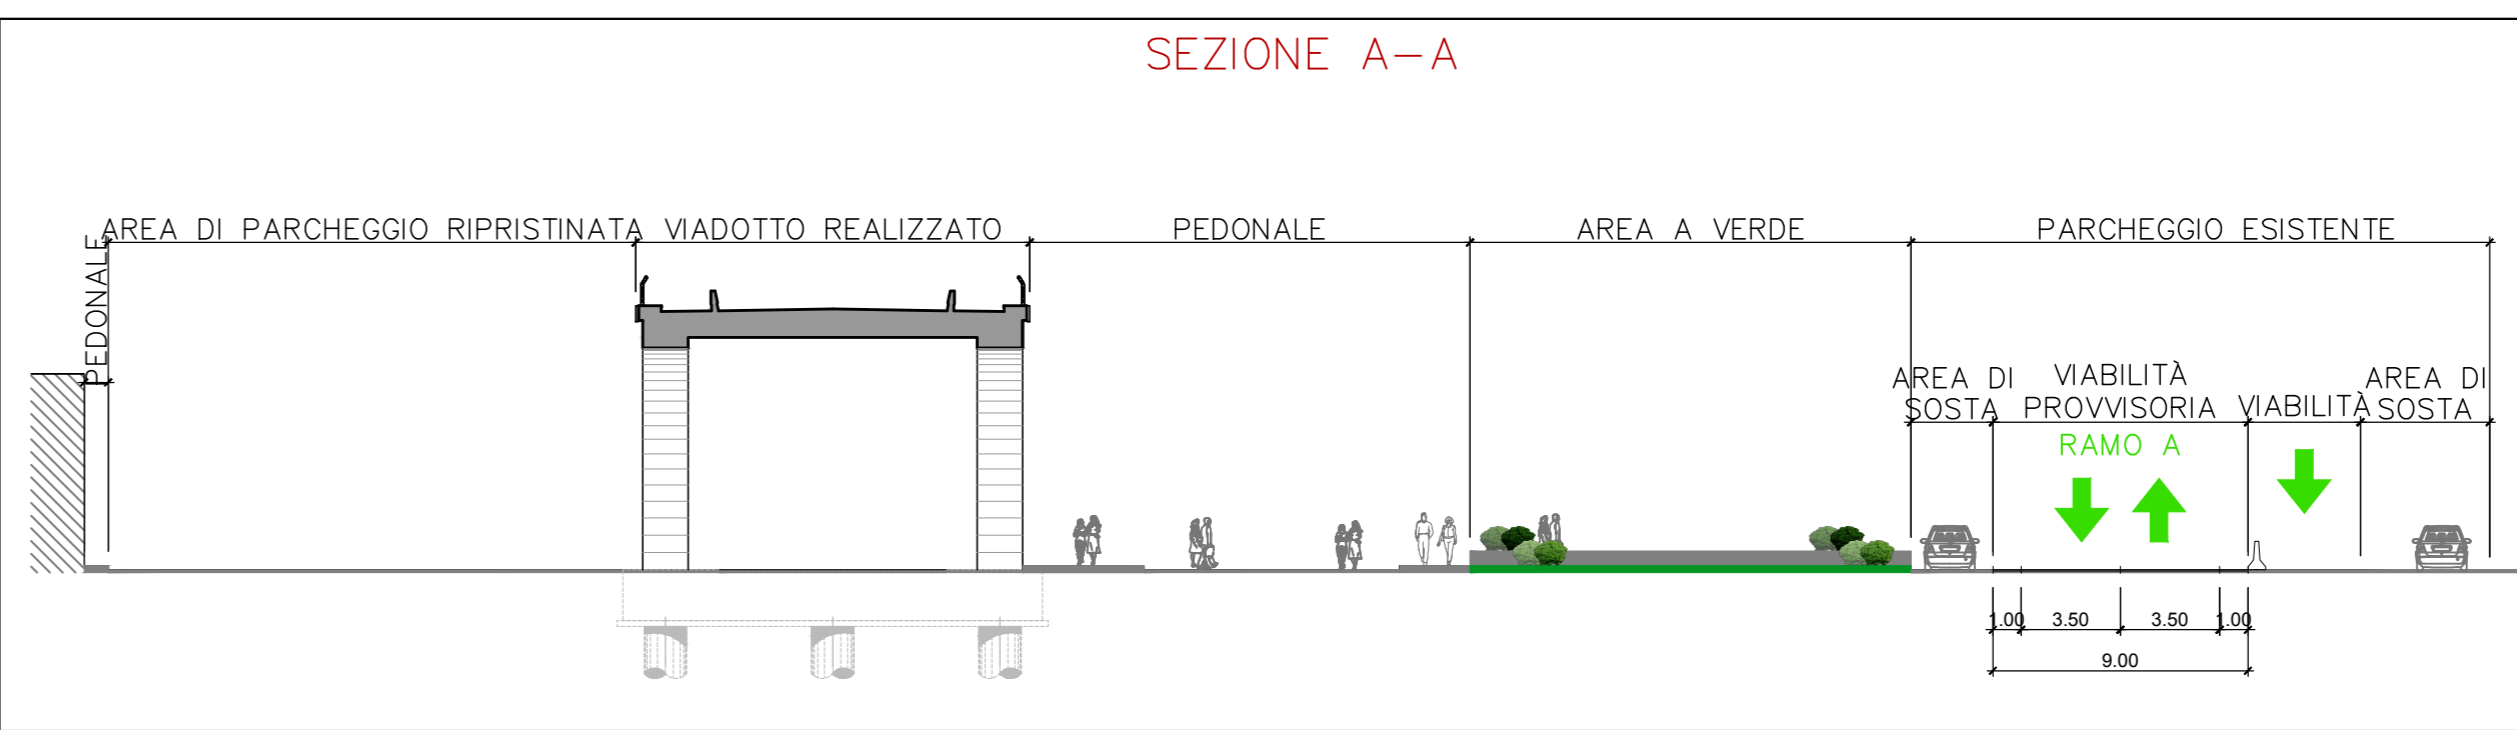 SEZIONE A-A
AREA DI PARCHEGGIO RIPRISTINATA
VIADOTTO REALIZZATO
PEDONALE
AREA A VERDE
PARCHEGGIO ESISTENTE
PEDONALE
AREA DI
SOSTA
VIABILITÀ
PROVVISORIA
VIABILITÀ
AREA DI
SOSTA
RAMO A
1.00
3.50
3.50
1.00
9.00